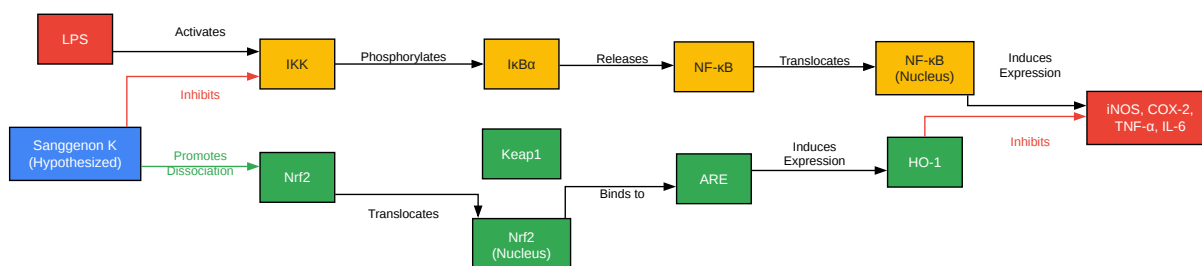 LPS
Activates
IKK
Phosphorylates
IκBα
Releases
NF-κB
Translocates
NF-κB
(Nucleus)
Induces
Expression
iNOS, COX-2,
TNF-α, IL-6
Inhibits
Sanggenon K
(Hypothesized)
Promotes
Dissociation
Nrf2
Keap1
Translocates
Nrf2
(Nucleus)
Binds to
ARE
Induces
Expression
HO-1
Inhibits